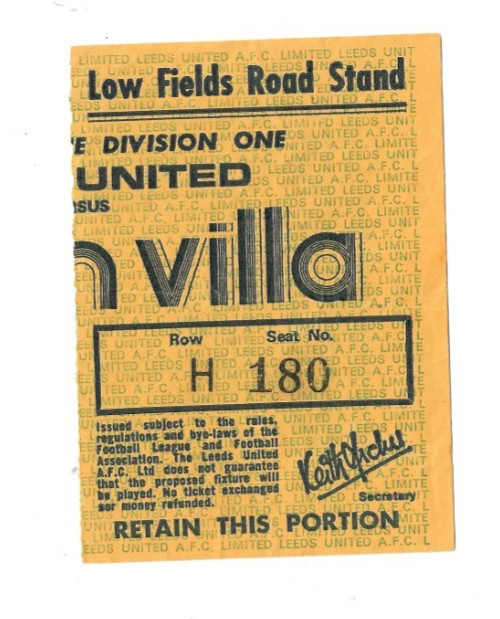 Low Fields Road Stand
E DIVISION ONE
UNITED
SUS
n villa
Row Seat No.
H 180
Issued subject to the rules,
regulations and bye-laws of the
Football League and Football
Association. The Leeds United
A.F.C. Ltd does not guarantee
that the proposed fixture will
be played. No ticket exchanged
nor money refunded.
Keith Archer
Secretary
RETAIN THIS PORTION